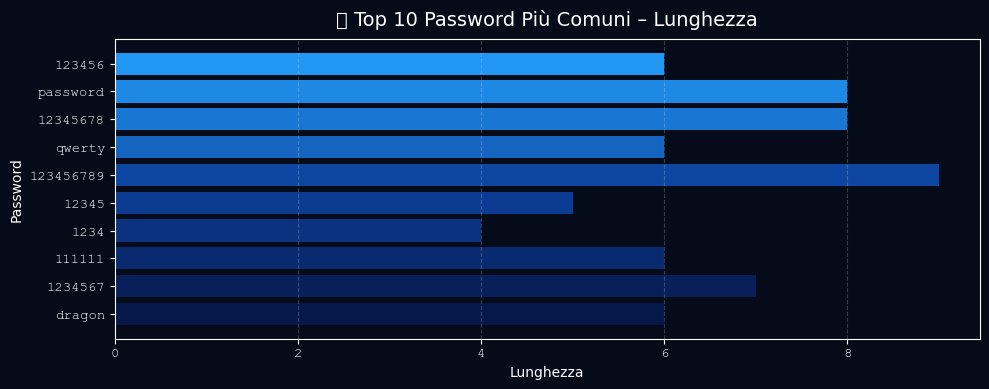 Top 10 Password Più Comuni – Lunghezza
Password
123456
password
12345678
qwerty
123456789
12345
1234
111111
1234567
dragon
0 2 4 6 8
Lunghezza